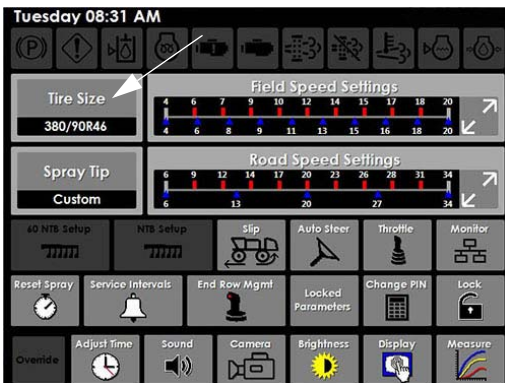 Tuesday 08:31 AM
(P)
Tire Size
380/90R46
Field Speed Settings
4 6 7 9 10 12 14 15 17 18 20
4 6 8 9 11 13 15 16 18 20
Spray Tip
Custom
Road Speed Settings
6 9 12 14 17 20 23 26 28 31 34
6 13 20 27 34
60 NTB Setup
NTB Setup
Slip
Auto Steer
Throttle
Monitor
Reset Spray
Service Intervals
End Row Mgmt
Locked
Parameters
Change PIN
Lock
Override
Adjust Time
Sound
Camera
Brightness
Display
Measure